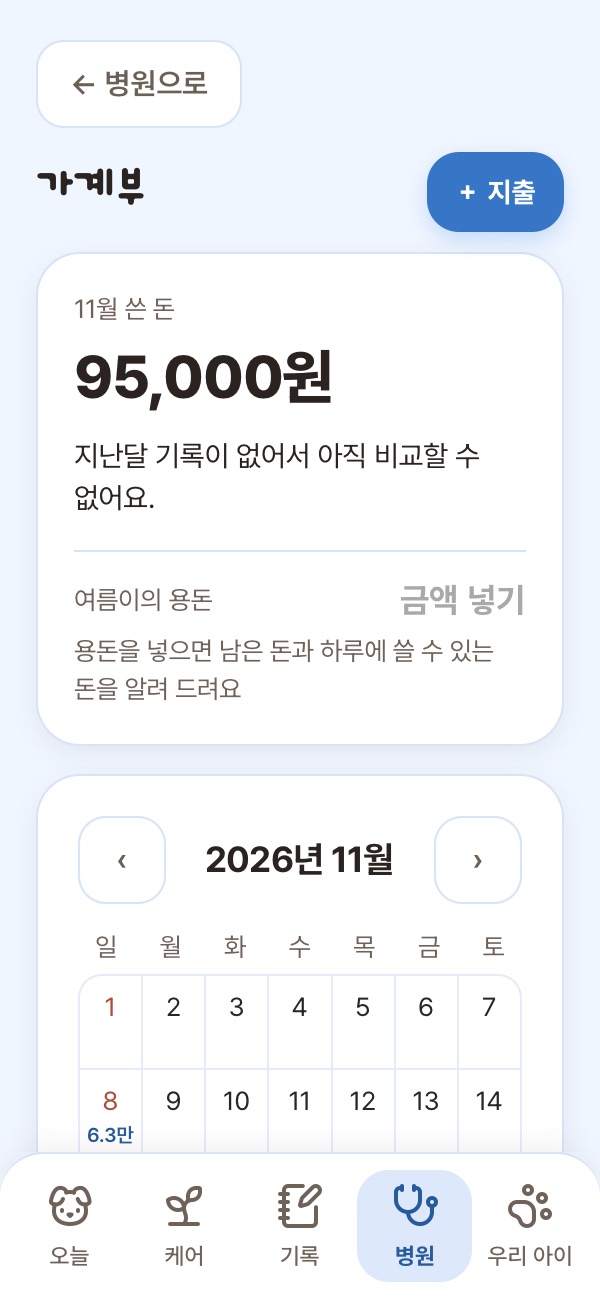 ← 병원으로
가계부
+ 지출
11월 쓴 돈
95,000원
지난달 기록이 없어서 아직 비교할 수
없어요.
여름이의 용돈 금액 넣기
용돈을 넣으면 남은 돈과 하루에 쓸 수 있는
돈을 알려 드려요
‹ 2026년 11월 ›
일 월 화 수 목 금 토
1 2 3 4 5 6 7
8 9 10 11 12 13 14
6.3만
오늘 케어 기록 병원 우리 아이